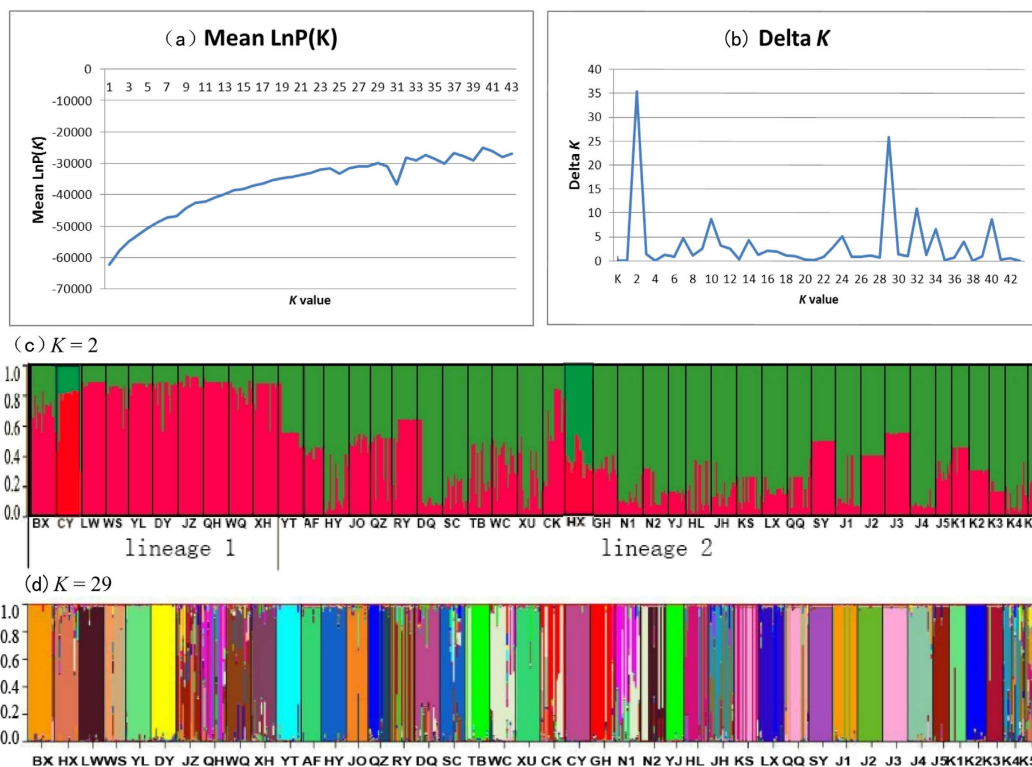 (a) Mean LnP(K)
0
-10000
-20000
-30000
-40000
-50000
-60000
-70000
1 3 5 7 9 11 13 15 17 19 21 23 25 27 29 31 33 35 37 39 41 43
Mean LnP(K)
K value
(b) Delta K
40
35
30
25
20
15
10
5
0
K 2 4 6 8 10 12 14 16 18 20 22 24 26 28 30 32 34 36 38 40 42
Delta K
K value
(c) K = 2
1.0
0.8
0.6
0.4
0.2
0.0
BX CY LW WS YL DY JZ QH WQ XH YT AF HY JO QZ RY DQ SC TB WC XU CK HX GH N1 N2 YJ HL JH KS LX QQ SY J1 J2 J3 J4 J5 K1 K2 K3 K4
lineage 1 lineage 2
(d) K = 29
1.0
0.8
0.6
0.4
0.2
0.0
BX HX LW WS YL DY JZ QH WQ XH YT AF HY JO QZ RY DQ SC TB WC XU CK CY GH N1 N2 YJ HL JH KS LX QQ SY J1 J2 J3 J4 J5 K1 K2 K3 K4